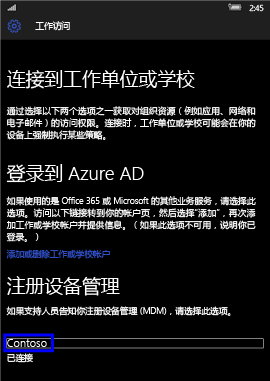 2:45
工作访问
连接到工作单位或学校
通过选择以下两个选项之一获取对组织资源（例如应用、网络和
电子邮件）的访问权限。连接时，工作单位或学校可能会在你的
设备上强制执行某些策略。
登录到 Azure AD
如果使用的是 Office 365 或 Microsoft 的其他业务服务，请选择此
选项。访问以下链接转到你的帐户页，然后选择“添加”，再次添
加工作或学校帐户并提供信息。（如果此选项不可用，说明你已
登录。）
添加或删除工作或学校帐户
注册设备管理
如果支持人员告知你注册设备管理 (MDM)，请选择此选项。
Contoso
已连接